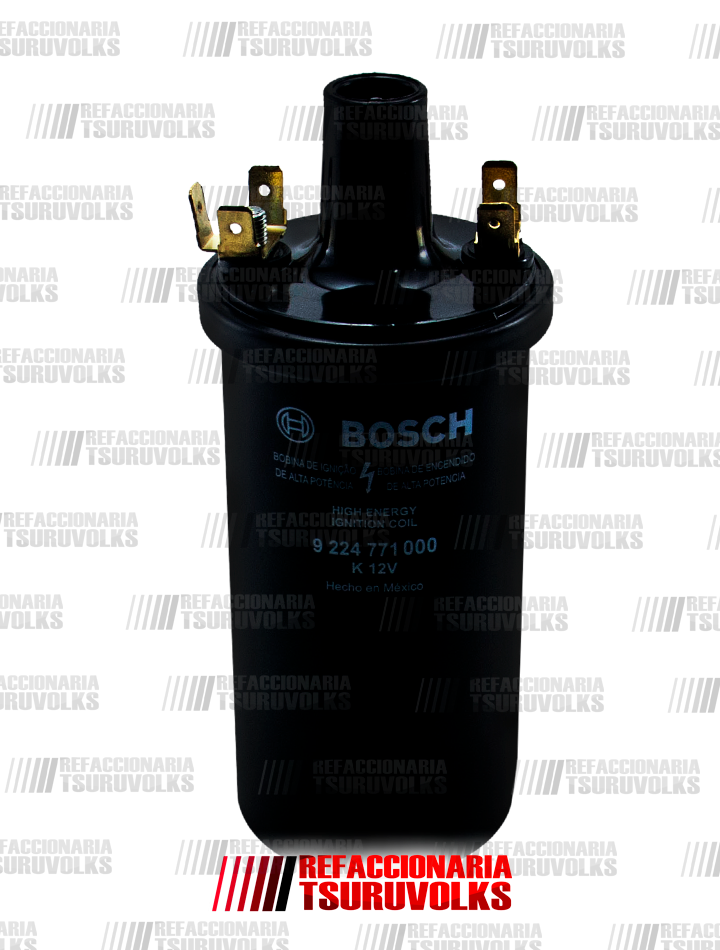 BOSCH
BOBINA DE IGNIÇÃO
DE ALTA POTÊNCIA
BOBINA DE ENCENDIDO
DE ALTA POTENCIA
HIGH ENERGY
IGNITION COIL
9 224 771 000
K 12V
Hecho en México
REFACCIONARIA
TSURUVOLKS